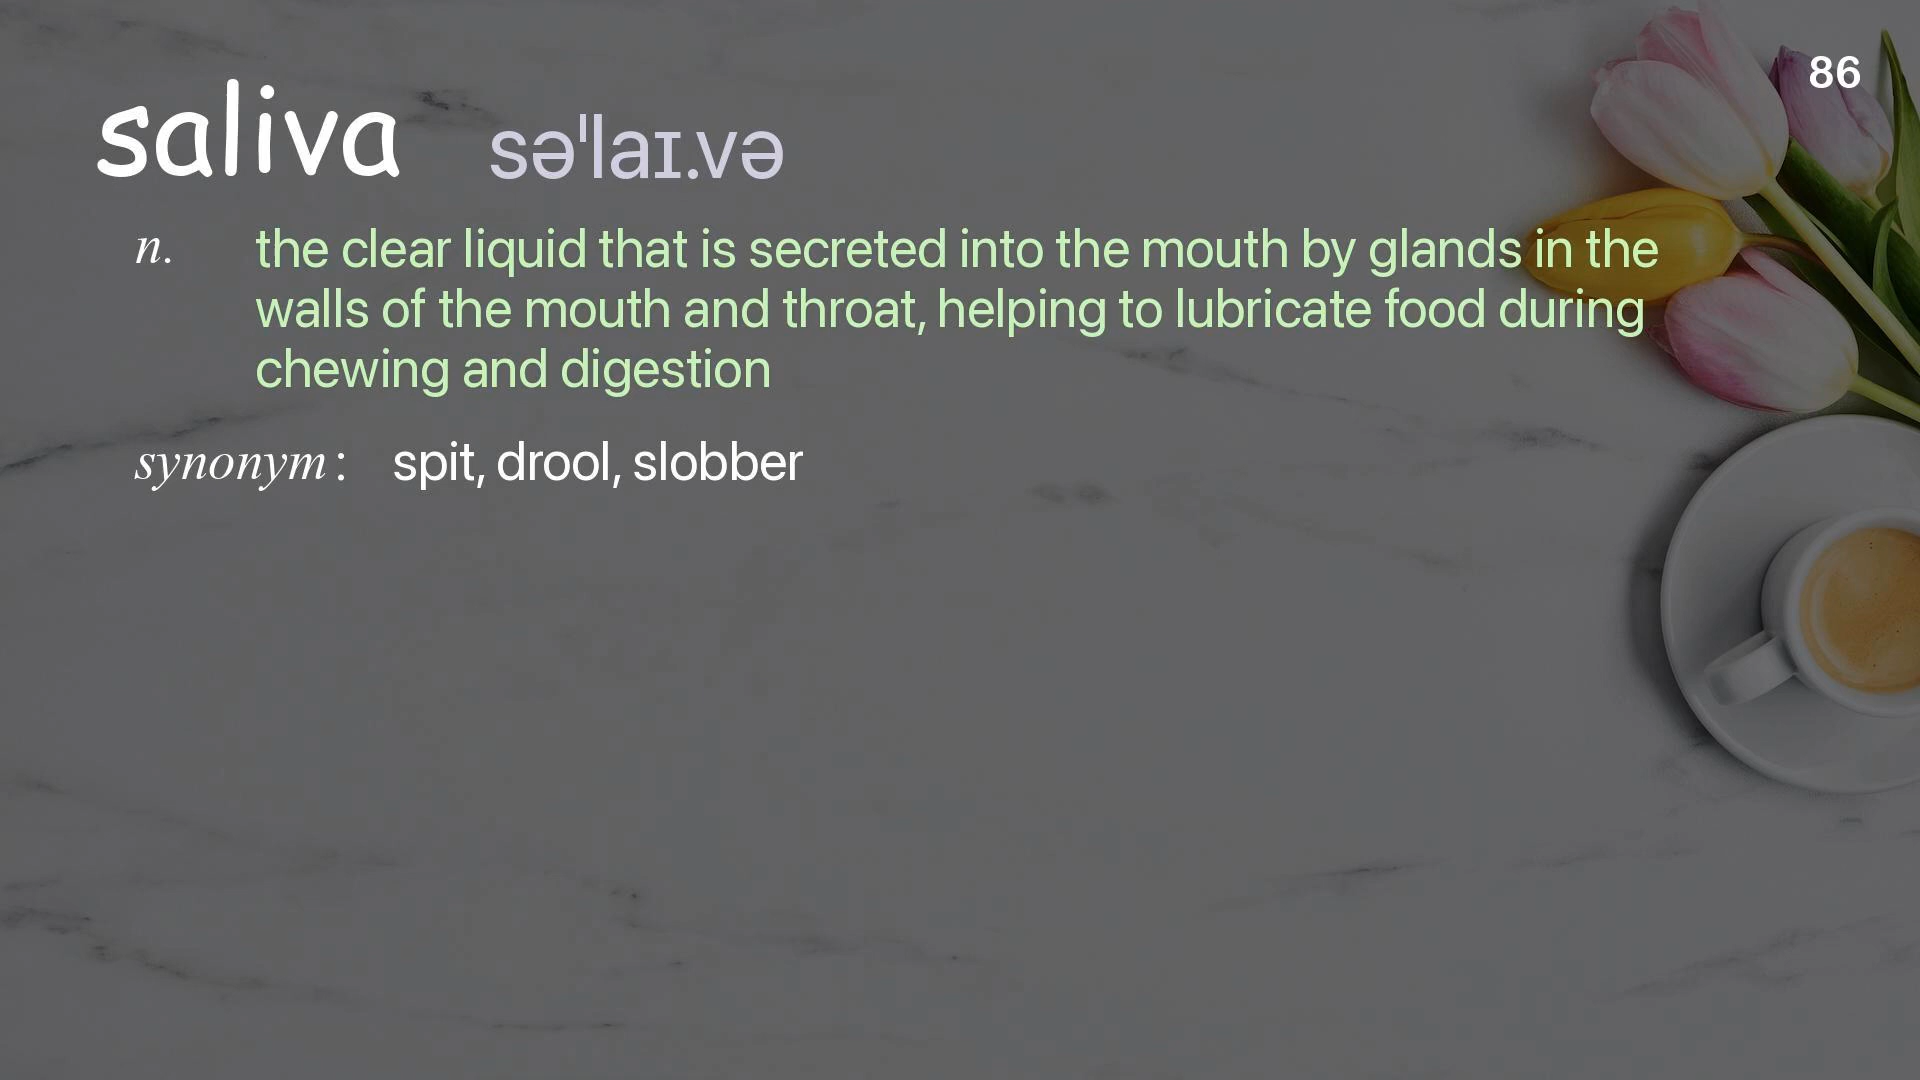 86
saliva səˈlaɪ.və
n. the clear liquid that is secreted into the mouth by glands in the
walls of the mouth and throat, helping to lubricate food during
chewing and digestion
synonym: spit, drool, slobber